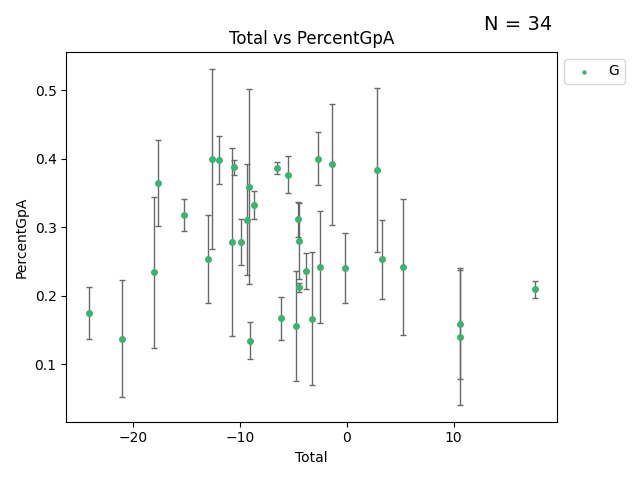 N = 34
Total vs PercentGpA
G
PercentGpA
0.5
0.4
0.3
0.2
0.1
−20
−10
0
10
Total